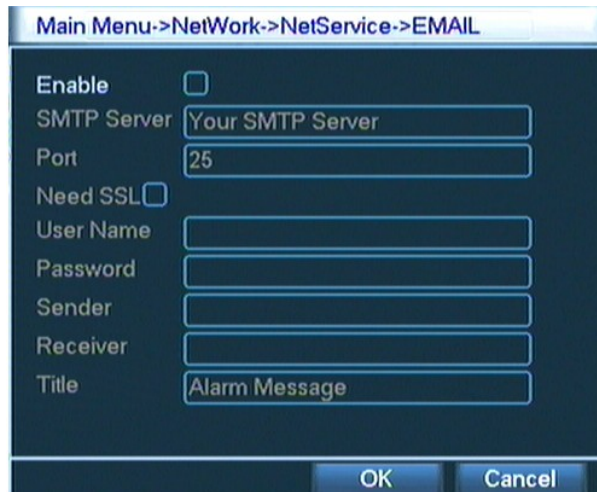 Main Menu->NetWork->NetService->EMAIL
Enable
SMTP Server Your SMTP Server
Port 25
Need SSL
User Name
Password
Sender
Receiver
Title Alarm Message
OK Cancel